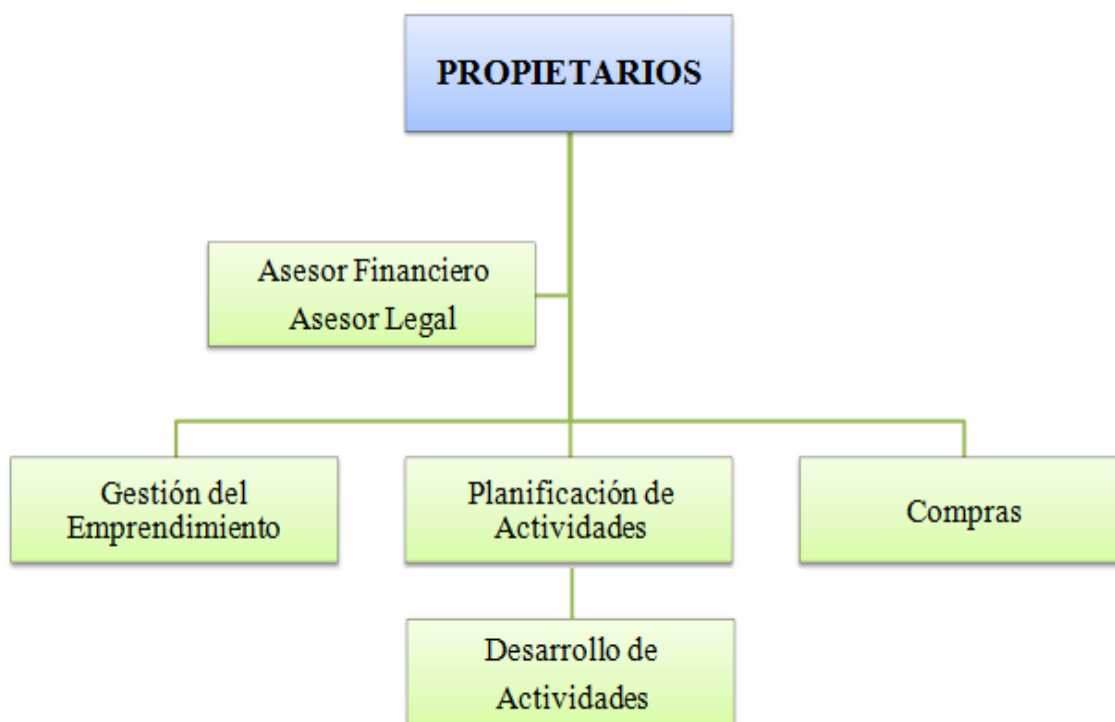 PROPIETARIOS
Asesor Financiero
Asesor Legal
Gestión del
Emprendimiento
Planificación de
Actividades
Compras
Desarrollo de
Actividades